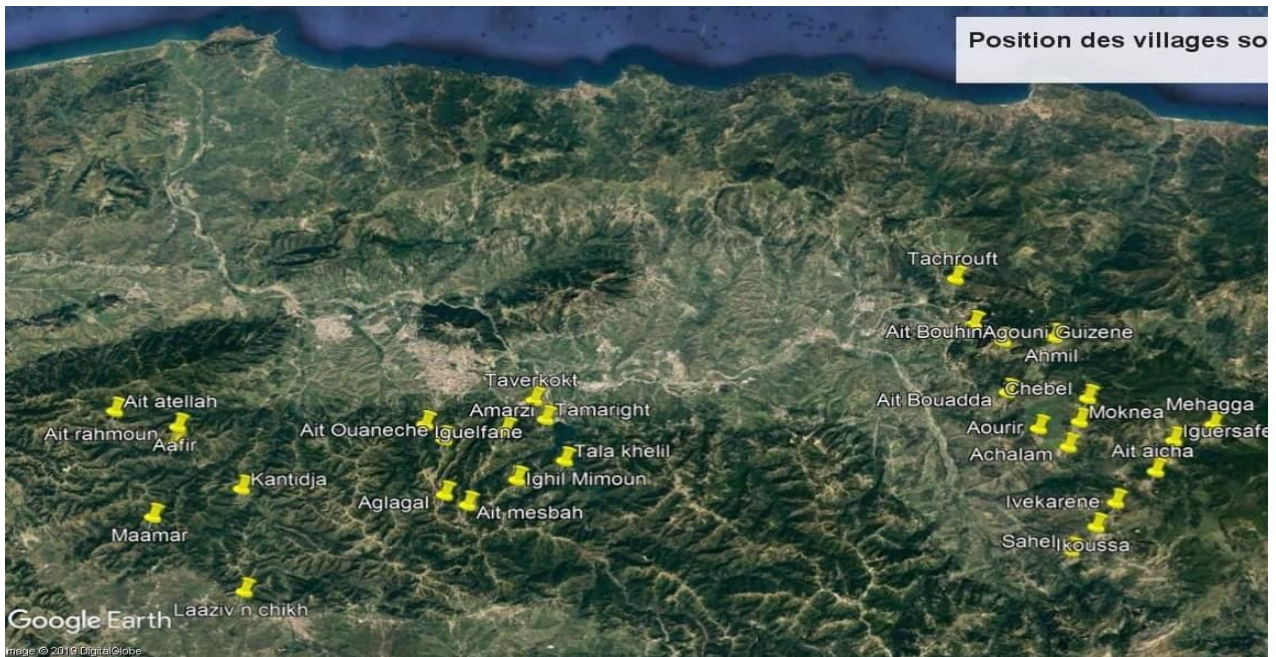 Position des villages so
Tachrouft
Ait Bouhin
Agouni Guizene
Ahmil
Taverkokt
Chebel
Ait atellah
Ait Bouadda
Amarzi
Tamaright
Moknea
Mehagga
Ait rahmoun
Ait Ouaneche
Iguelfane
Aourir
Iguersafe
Aafir
Tala khelil
Achalam
Ait aicha
Kantidja
Ighil Mimoun
Aglagal
Ait mesbah
Ivekarene
Maamar
Sahel
Ikoussa
Laaziv n chikh
Google Earth
mage © 2019 DigitalGlobe